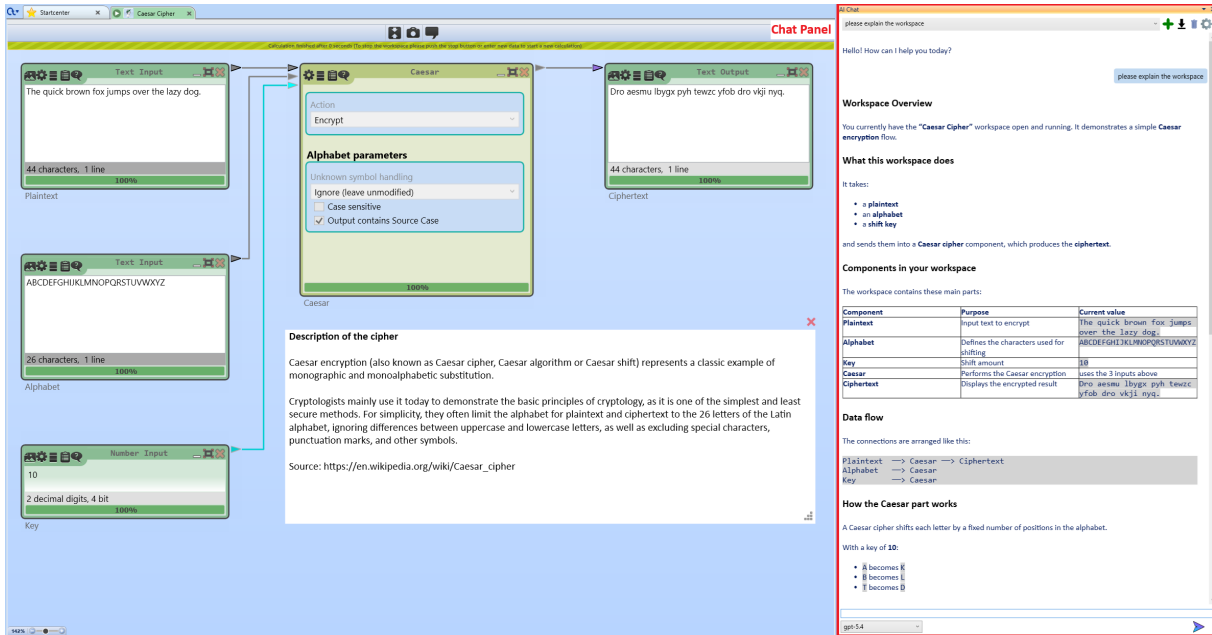 Startcenter
Caesar Cipher
AI Chat
Chat Panel
Calculation finished after 0 seconds (To stop the workspace please push the stop button or enter new data to start a new calculation)
Text Input
The quick brown fox jumps over the lazy dog.
44 characters, 1 line
100%
Plaintext
Text Input
ABCDEFGHIJKLMNOPQRSTUVWXYZ
26 characters, 1 line
100%
Alphabet
Number Input
10
2 decimal digits, 4 bit
100%
Key
Caesar
Action
Encrypt
Alphabet parameters
Unknown symbol handling
Ignore (leave unmodified)
Case sensitive
Output contains Source Case
100%
Caesar
Text Output
Dro aesmu lbygx pyh tewzc yfob dro vkji nyq.
44 characters, 1 line
100%
Ciphertext
Description of the cipher
Caesar encryption (also known as Caesar cipher, Caesar algorithm or Caesar shift) represents a classic example of
monographic and monoalphabetic substitution.
Cryptologists mainly use it today to demonstrate the basic principles of cryptology, as it is one of the simplest and least
secure methods. For simplicity, they often limit the alphabet for plaintext and ciphertext to the 26 letters of the Latin
alphabet, ignoring differences between uppercase and lowercase letters, as well as excluding special characters,
punctuation marks, and other symbols.
Source: https://en.wikipedia.org/wiki/Caesar_cipher
142%
please explain the workspace
Hello! How can I help you today?
please explain the workspace
Workspace Overview
You currently have the "Caesar Cipher" workspace open and running. It demonstrates a simple Caesar
encryption flow.
What this workspace does
It takes:
• a plaintext
• an alphabet
• a shift key
and sends them into a Caesar cipher component, which produces the ciphertext.
Components in your workspace
The workspace contains these main parts:
Component Purpose Current value
Plaintext Input text to encrypt The quick brown fox jumps
over the lazy dog.
Alphabet Defines the characters used for ABCDEFGHIJKLMNOPQRSTUVWXYZ
shifting
Key Shift amount 10
Caesar Performs the Caesar encryption uses the 3 inputs above
Ciphertext Displays the encrypted result Dro aesmu lbygx pyh tewzc
yfob dro vkji nyq.
Data flow
The connections are arranged like this:
Plaintext ──> Caesar ──> Ciphertext
Alphabet ──> Caesar
Key ──> Caesar
How the Caesar part works
A Caesar cipher shifts each letter by a fixed number of positions in the alphabet.
With a key of 10:
• A becomes K
• B becomes L
• T becomes D
gpt-5.4